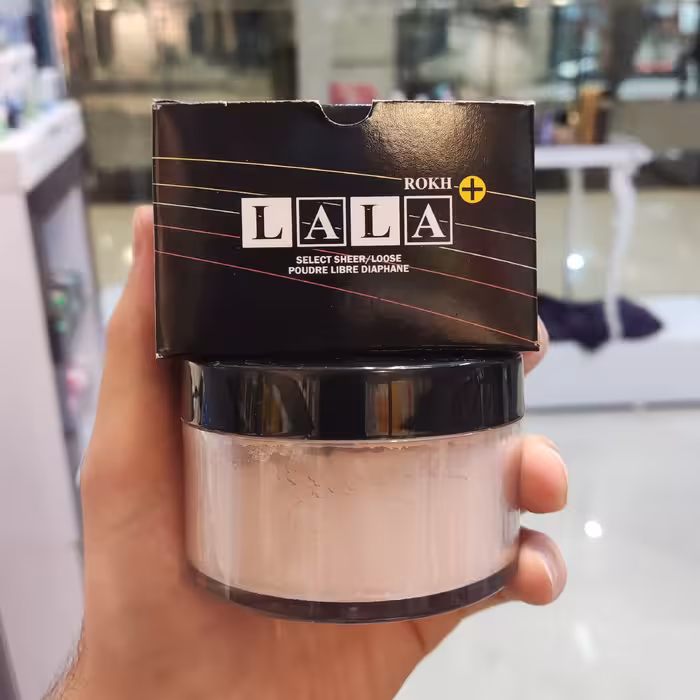 ROKH
LALA
SELECT SHEER/LOOSE
POUDRE LIBRE DIAPHANE